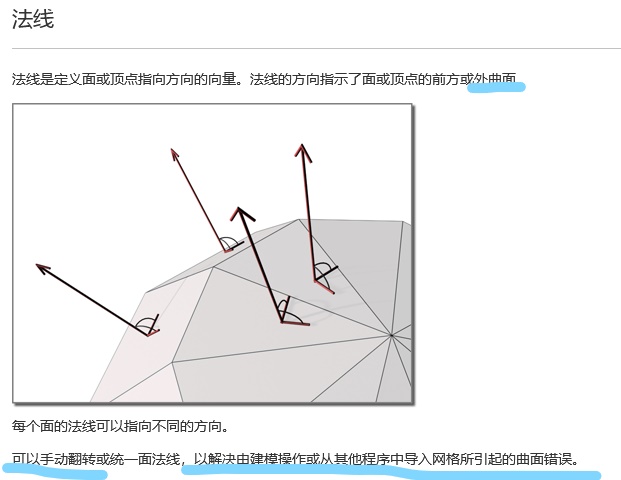 法线
法线是定义面或顶点指向方向的向量。法线的方向指示了面或顶点的前方或外曲面。
每个面的法线可以指向不同的方向。
可以手动翻转或统一面法线，以解决由建模操作或从其他程序中导入网格所引起的曲面错误。